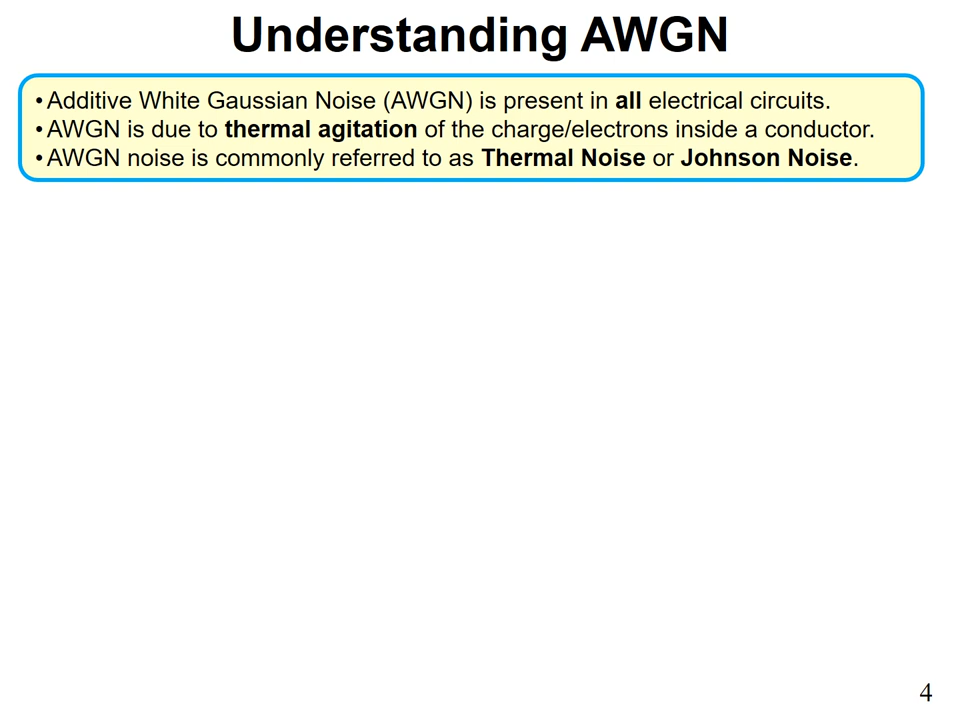 Understanding AWGN
•Additive White Gaussian Noise (AWGN) is present in all electrical circuits.
•AWGN is due to thermal agitation of the charge/electrons inside a conductor.
•AWGN noise is commonly referred to as Thermal Noise or Johnson Noise.
4